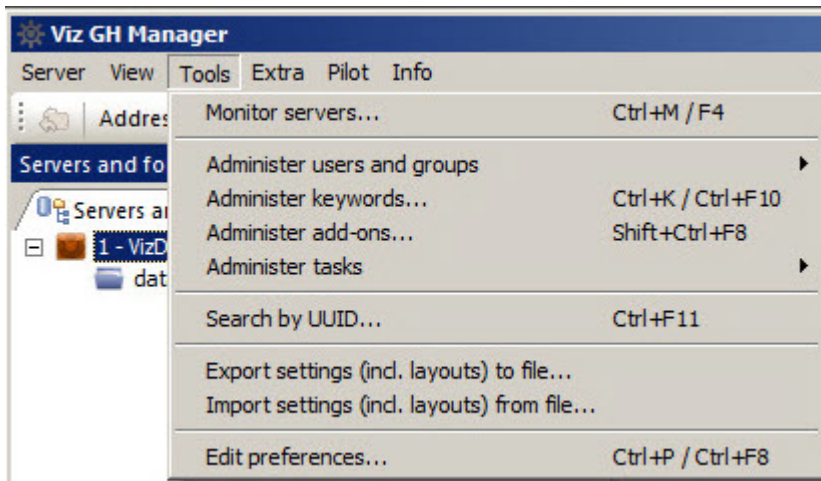 Viz GH Manager
Server View Tools Extra Pilot Info
Addres
Monitor servers... Ctrl+M / F4
Servers and fo
Administer users and groups
Servers a
Administer keywords... Ctrl+K / Ctrl+F10
1 - VizD
Administer add-ons... Shift+Ctrl+F8
dat
Administer tasks
Search by UUID... Ctrl+F11
Export settings (incl. layouts) to file...
Import settings (incl. layouts) from file...
Edit preferences... Ctrl+P / Ctrl+F8